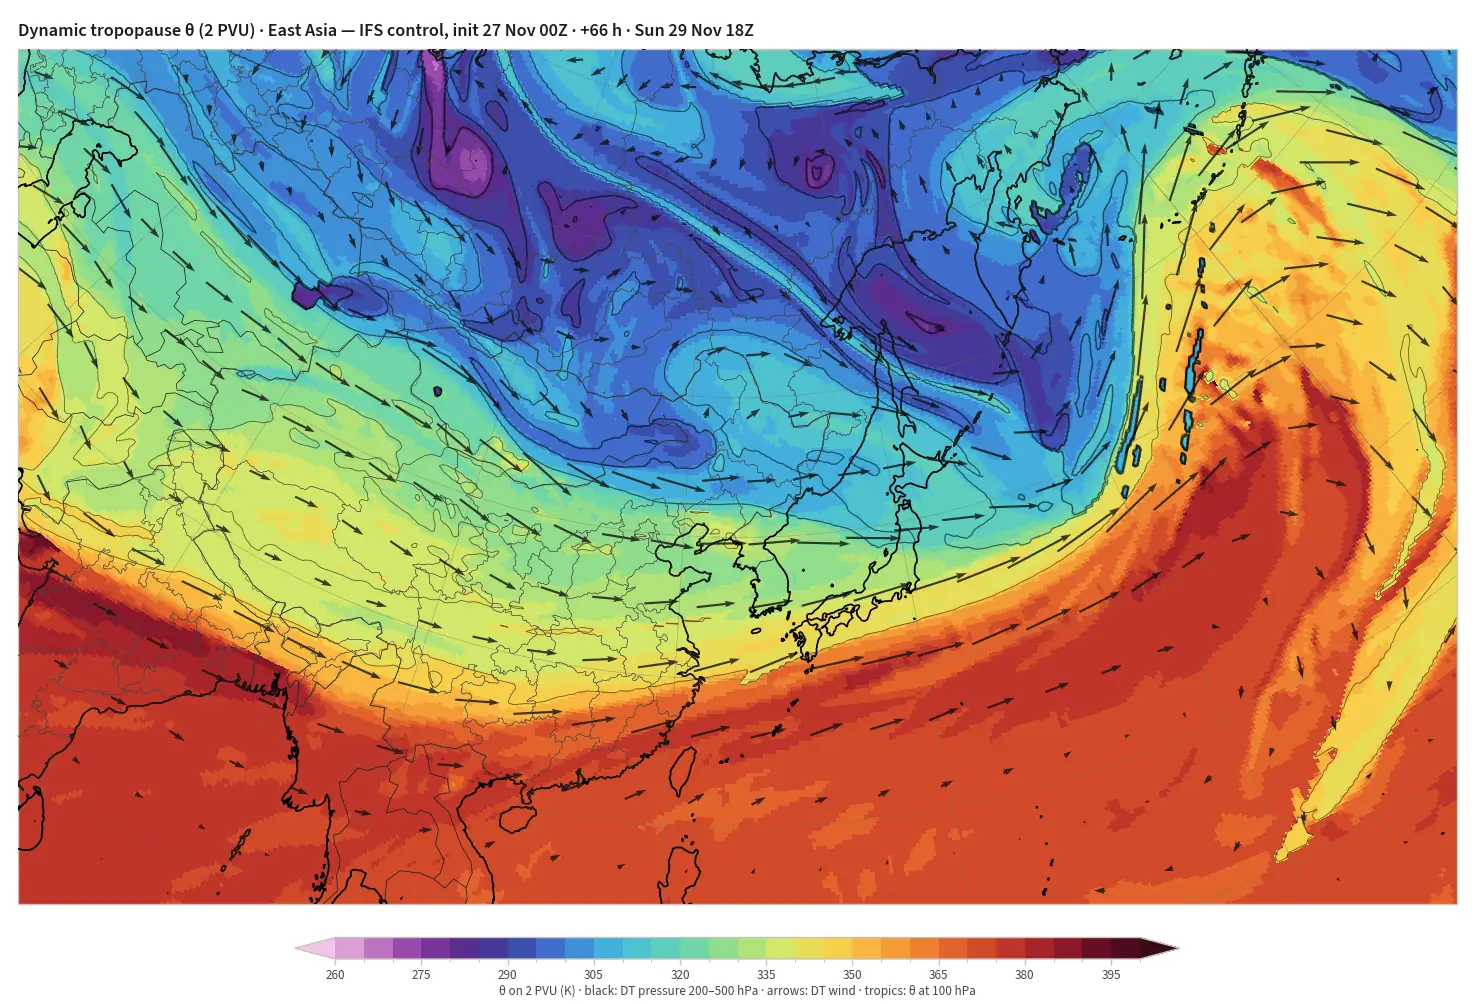 Dynamic tropopause θ (2 PVU) · East Asia — IFS control, init 27 Nov 00Z · +66 h · Sun 29 Nov 18Z
260 275 290 305 320 335 350 365 380 395
θ on 2 PVU (K) · black: DT pressure 200–500 hPa · arrows: DT wind · tropics: θ at 100 hPa